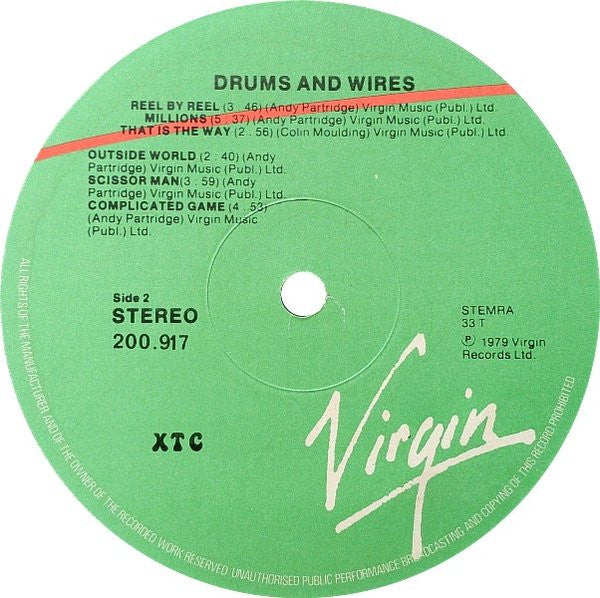 DRUMS AND WIRES
REEL BY REEL (3 . 46) (Andy Partridge) Virgin Music (Publ.) Ltd.
MILLIONS (5 . 37) (Andy Partridge) Virgin Music (Publ.) Ltd.
THAT IS THE WAY (2 . 56) (Colin Moulding) Virgin Music (Publ.) Ltd.
OUTSIDE WORLD (2 : 40) (Andy
Partridge) Virgin Music (Publ.) Ltd.
SCISSOR MAN (3 . 59) (Andy
Partridge) Virgin Music (Publ.) Ltd.
COMPLICATED GAME (4 . 53)
(Andy Partridge) Virgin Music
(Publ.) Ltd.
Side 2
STEREO
200.917
STEMRA
33 T
℗ 1979 Virgin
Records Ltd.
XTC
Virgin
ALL RIGHTS OF THE MANUFACTURER AND OF THE OWNER OF THE RECORDED WORK RESERVED UNAUTHORISED PUBLIC PERFORMANCE BROADCASTING AND COPYING OF THIS RECORD PROHIBITED